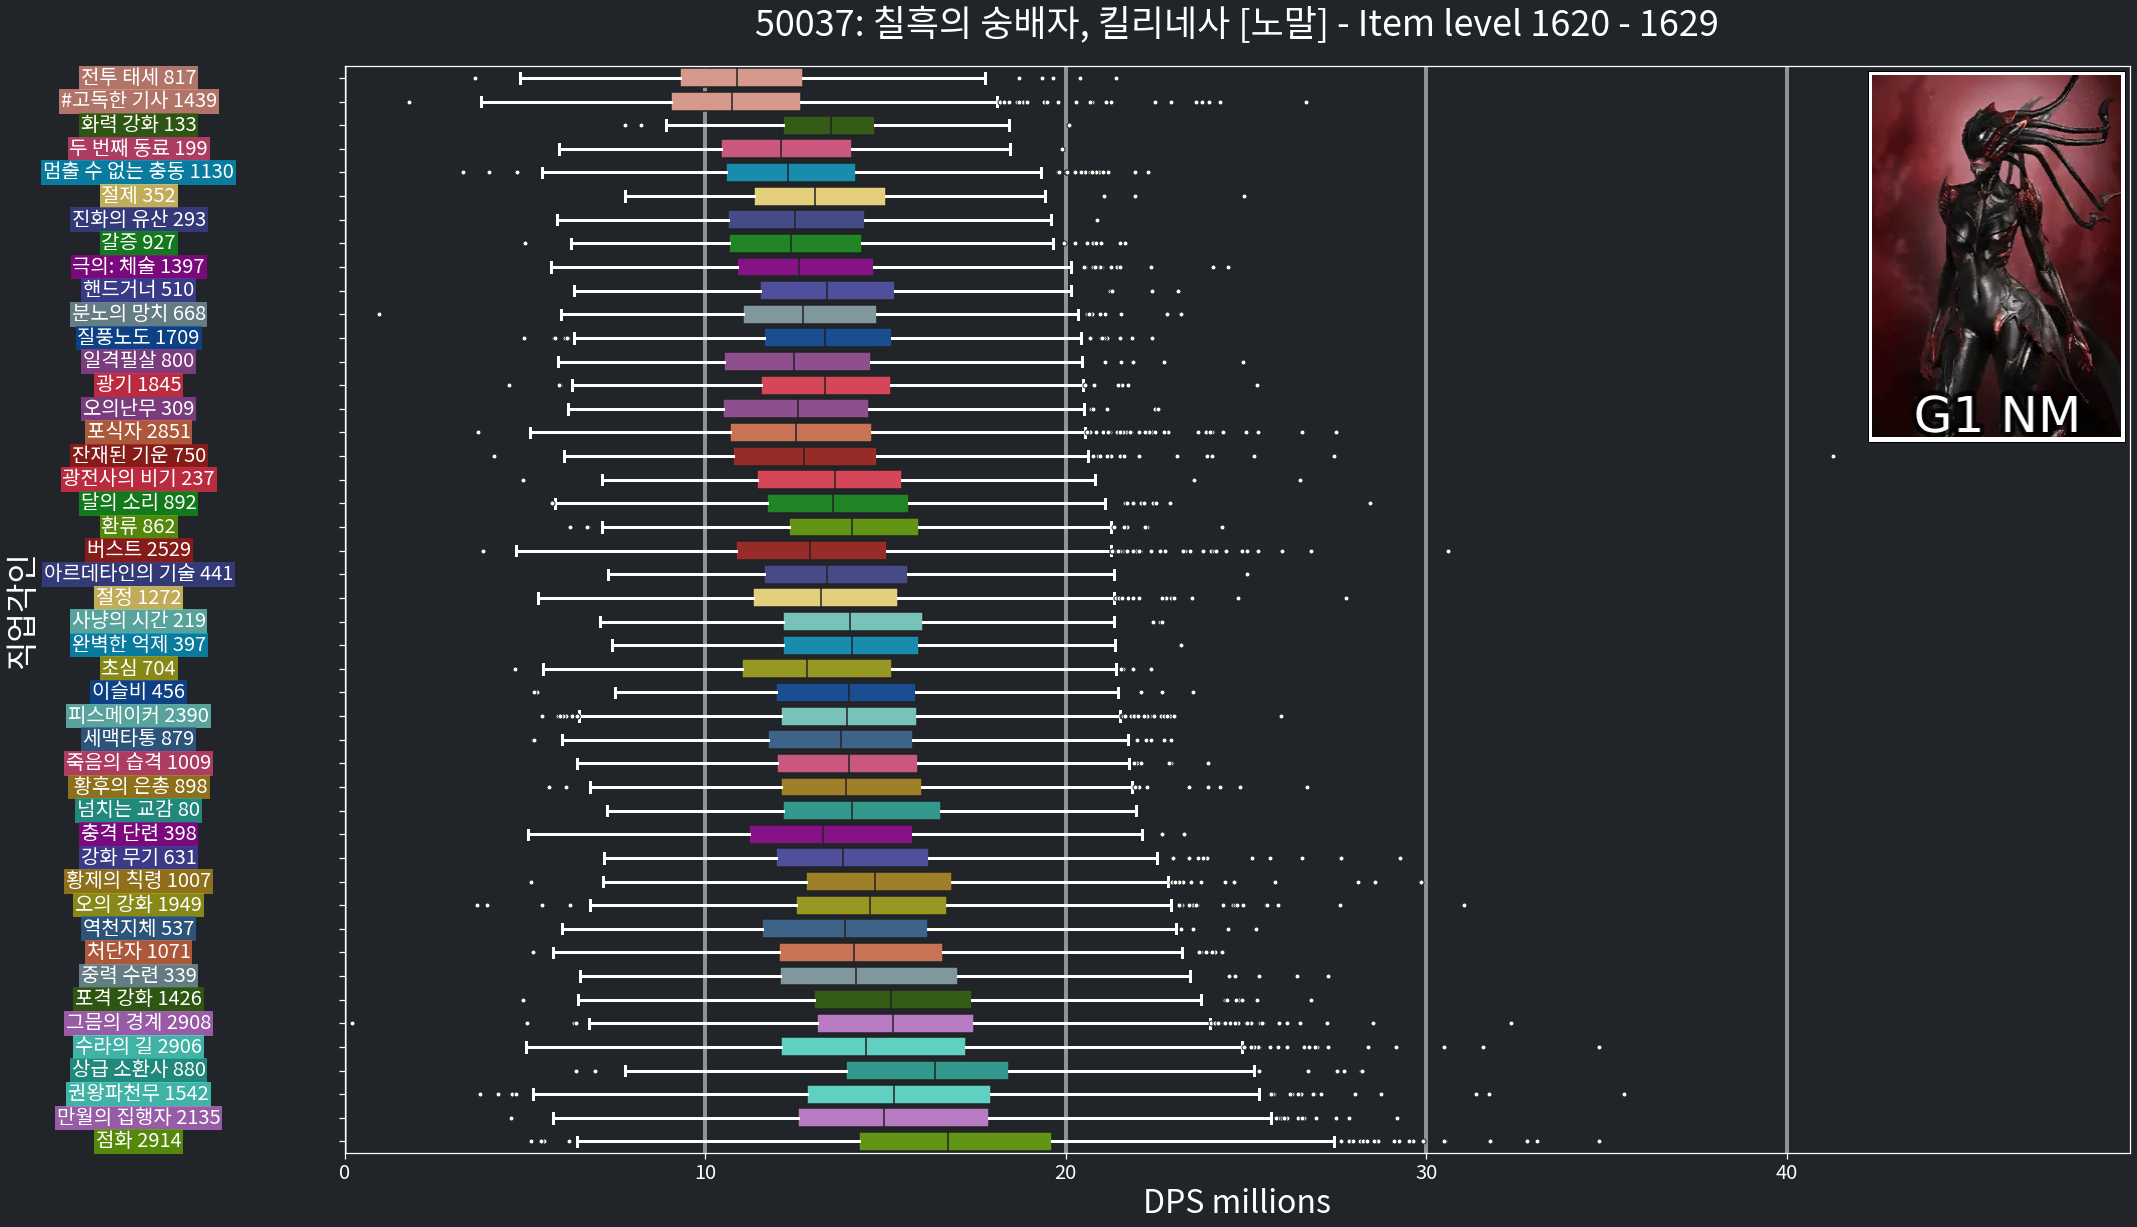 50037: 칠흑의 숭배자, 킬리네사 [노말] - Item level 1620 - 1629
직업각인
전투 태세 817
#고독한 기사 1439
화력 강화 133
두 번째 동료 199
멈출 수 없는 충동 1130
절제 352
진화의 유산 293
갈증 927
극의: 체술 1397
핸드거너 510
분노의 망치 668
질풍노도 1709
일격필살 800
광기 1845
오의난무 309
포식자 2851
잔재된 기운 750
광전사의 비기 237
달의 소리 892
환류 862
버스트 2529
아르데타인의 기술 441
절정 1272
사냥의 시간 219
완벽한 억제 397
초심 704
이슬비 456
피스메이커 2390
세맥타통 879
죽음의 습격 1009
황후의 은총 898
넘치는 교감 80
충격 단련 398
강화 무기 631
황제의 칙령 1007
오의 강화 1949
역천지체 537
처단자 1071
중력 수련 339
포격 강화 1426
그믐의 경계 2908
수라의 길 2906
상급 소환사 880
권왕파천무 1542
만월의 집행자 2135
점화 2914
G1 NM
0 10 20 30 40
DPS millions